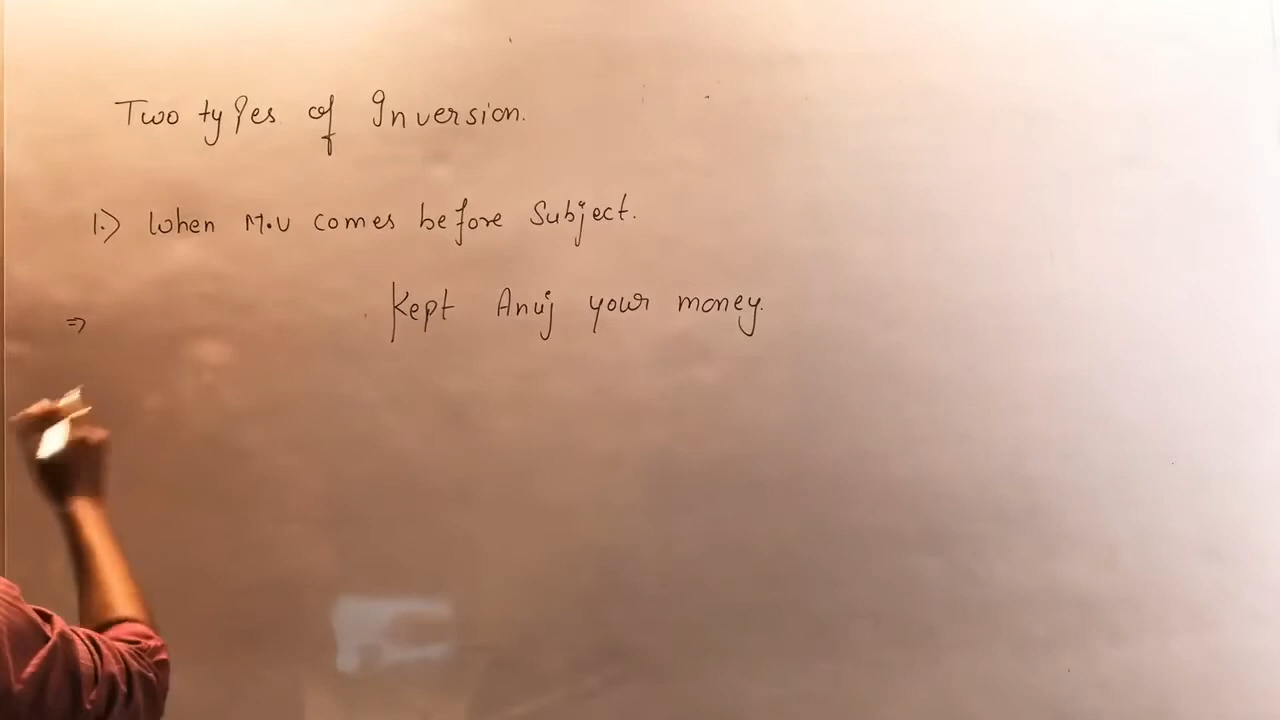 Two types of Inversion.
1.) When M.V comes before Subject.
⇒ Kept Anuj your money.